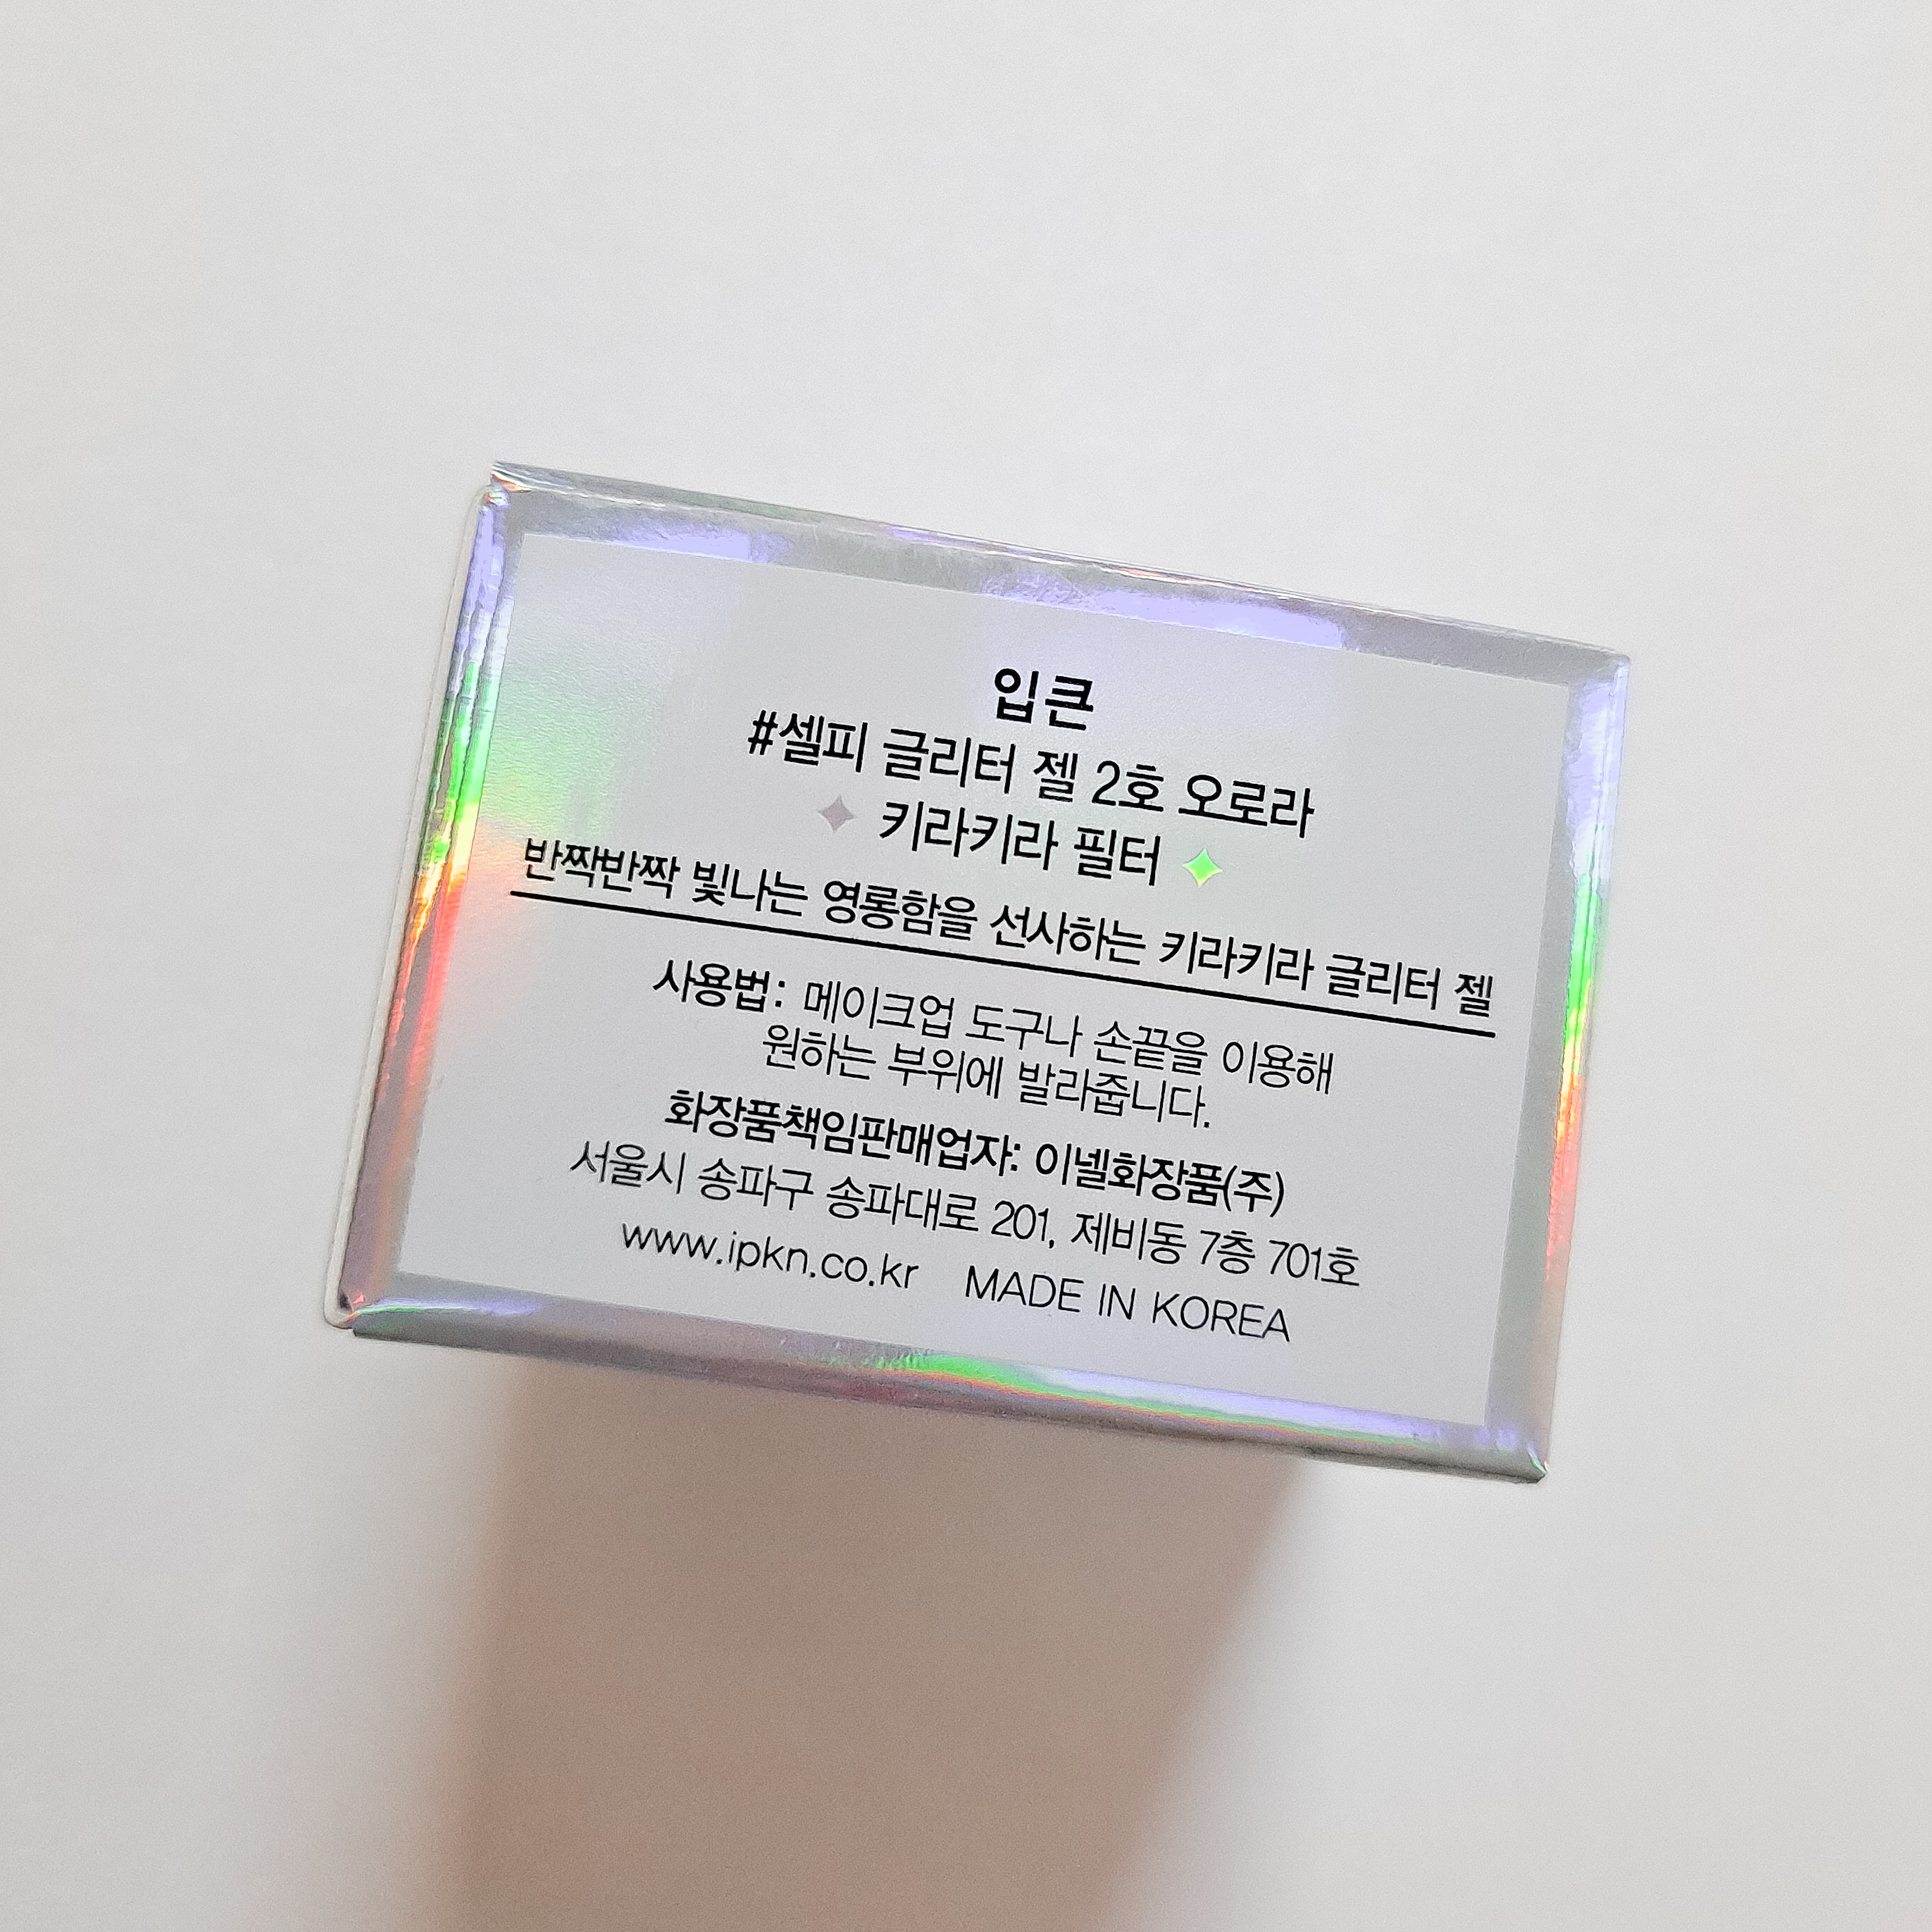 입큰
#셀피 글리터 젤 2호 오로라
키라키라 필터
반짝반짝 빛나는 영롱함을 선사하는 키라키라 글리터 젤
사용법: 메이크업 도구나 손끝을 이용해
원하는 부위에 발라줍니다.
화장품책임판매업자: 이넬화장품(주)
서울시 송파구 송파대로 201, 제비동 7층 701호
www.ipkn.co.kr MADE IN KOREA